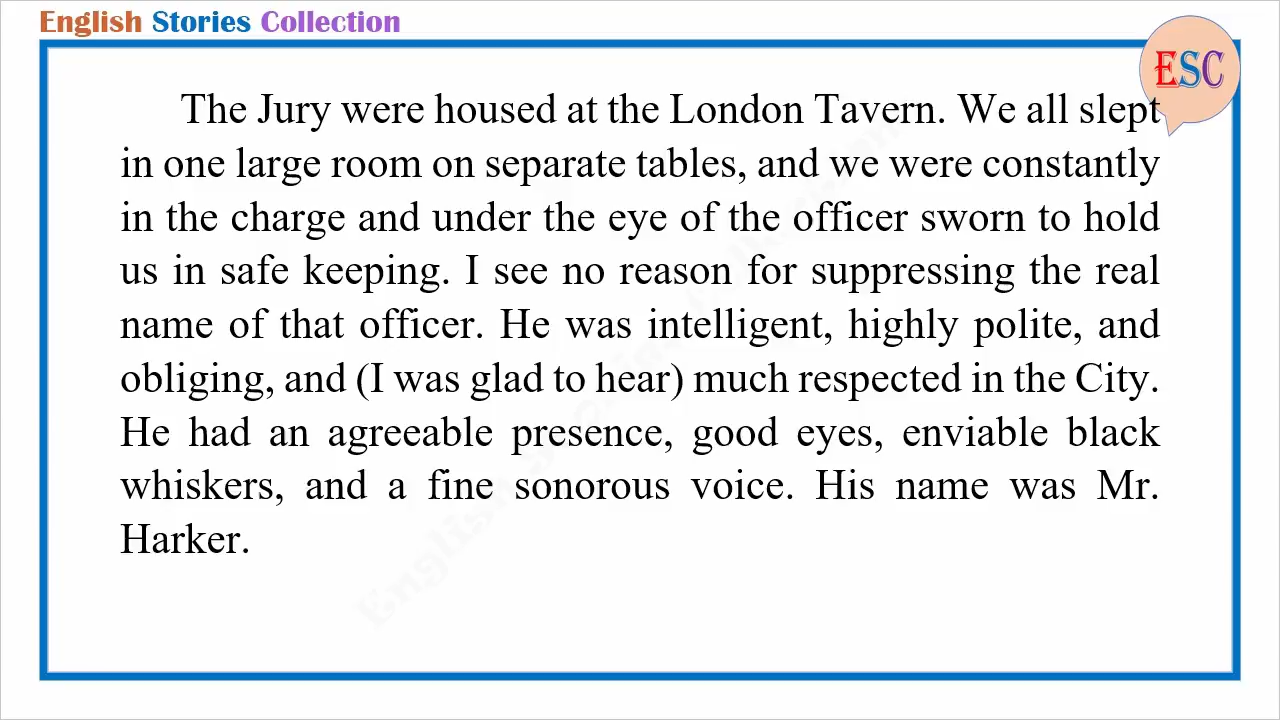 English Stories Collection
ESC
The Jury were housed at the London Tavern. We all slept
in one large room on separate tables, and we were constantly
in the charge and under the eye of the officer sworn to hold
us in safe keeping. I see no reason for suppressing the real
name of that officer. He was intelligent, highly polite, and
obliging, and (I was glad to hear) much respected in the City.
He had an agreeable presence, good eyes, enviable black
whiskers, and a fine sonorous voice. His name was Mr.
Harker.
English Stories Collection